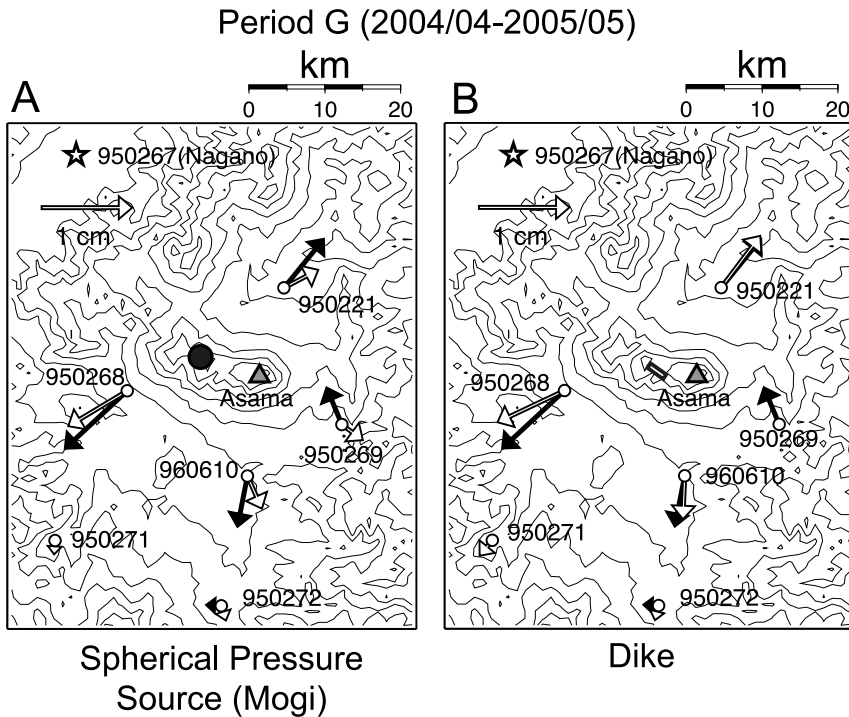 Period G (2004/04-2005/05)
km
A
0 10 20
950267(Nagano)
1 cm
950221
950268
Asama
950269
960610
950271
950272
Spherical Pressure
Source (Mogi)
km
B
0 10 20
950267(Nagano)
1 cm
950221
950268
Asama
950269
960610
950271
950272
Dike